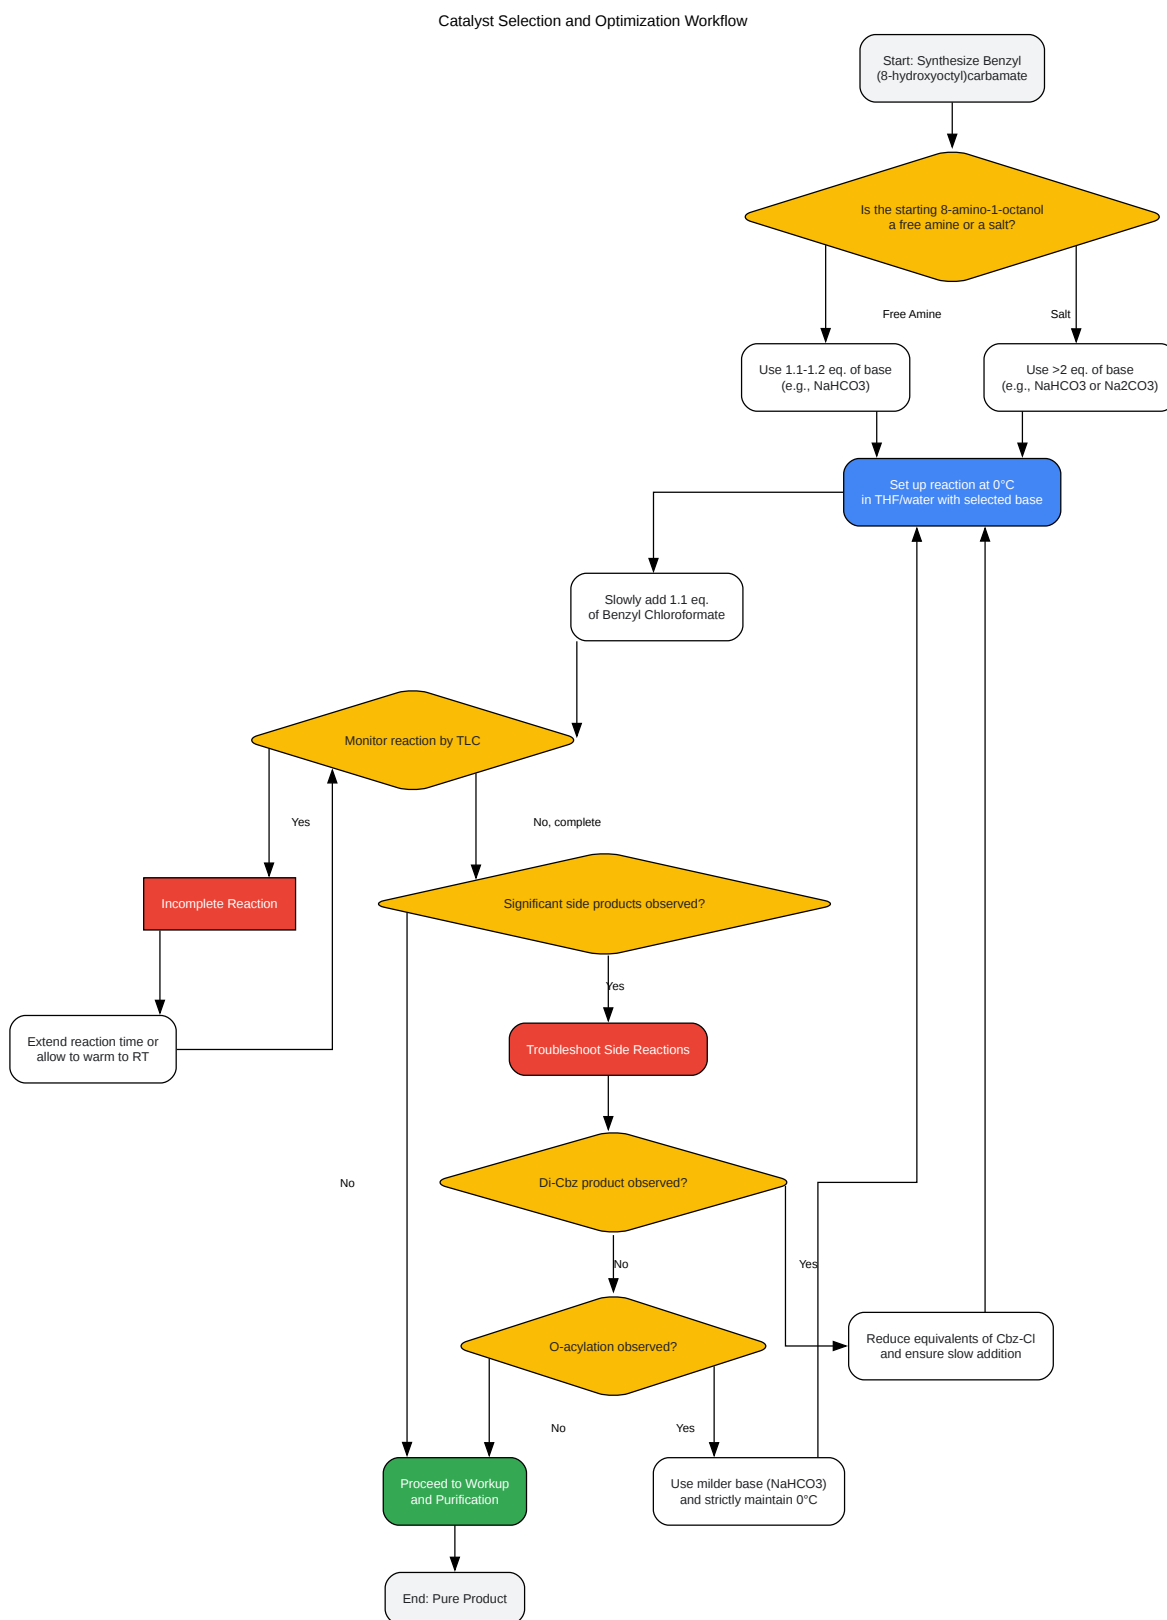 Catalyst Selection and Optimization Workflow
Start: Synthesize Benzyl
(8-hydroxyoctyl)carbamate
Is the starting 8-amino-1-octanol
a free amine or a salt?
Free Amine
Salt
Use 1.1-1.2 eq. of base
(e.g., NaHCO3)
Use >2 eq. of base
(e.g., NaHCO3 or Na2CO3)
Set up reaction at 0°C
in THF/water with selected base
Slowly add 1.1 eq.
of Benzyl Chloroformate
Monitor reaction by TLC
Yes
No, complete
Incomplete Reaction
Significant side products observed?
Yes
Extend reaction time or
allow to warm to RT
Troubleshoot Side Reactions
No
Di-Cbz product observed?
No
Yes
O-acylation observed?
Reduce equivalents of Cbz-Cl
and ensure slow addition
No
Yes
Proceed to Workup
and Purification
Use milder base (NaHCO3)
and strictly maintain 0°C
End: Pure Product